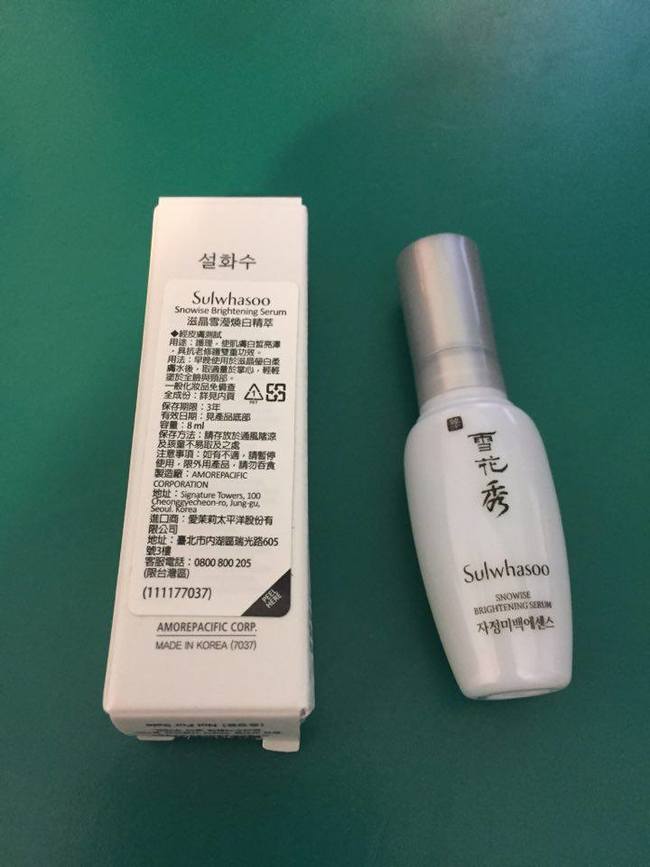 설화수
Sulwhasoo
Snowise Brightening Serum
滋晶雪瀅燒白精萃
◆經皮膚測試
用途：護理，使肌膚白皙亮澤
，具抗老修護雙重功效。
用法：早晚使用於滋晶瑩白柔
膚水後，取適量於掌心，輕輕
塗於全臉與頸部。
一般化妝品免備查
全成份：詳見內頁
保存期限：3年
有效日期：見產品底部
容量：8 ml
保存方法：請存放於通風陰涼
及孩童不易取及之處
注意事項：如有不適，請暫停
使用，限外用產品，請勿吞食
製造廠：AMOREPACIFIC
CORPORATION
地址：Signature Towers, 100
Cheonggyecheon-ro, Jung-gu,
Seoul, Korea
進口商：愛茉莉太平洋股份有
限公司
地址：臺北市內湖區瑞光路605
號3樓
客服電話：0800 800 205
(限台灣區)
(111177037)
PEEL
HERE
AMOREPACIFIC CORP.
MADE IN KOREA (7037)
Not For Sale
雪花秀
Sulwhasoo
SNOWISE
BRIGHTENING SERUM
자정미백에센스